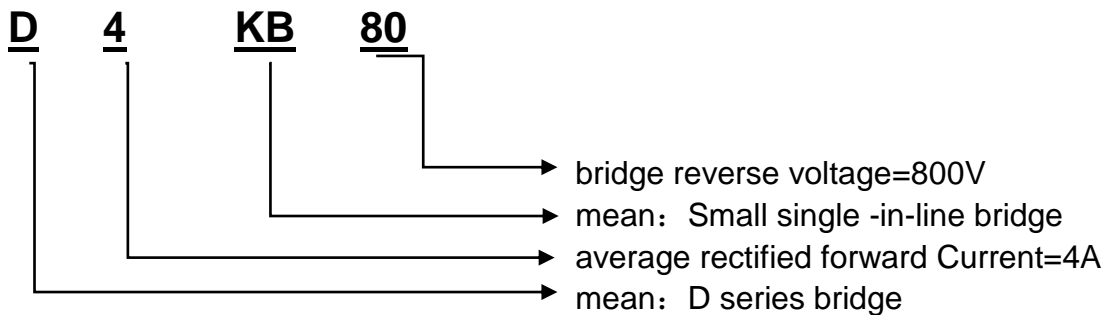 D 4 KB 80
bridge reverse voltage=800V
mean：Small single -in-line bridge
average rectified forward Current=4A
mean：D series bridge